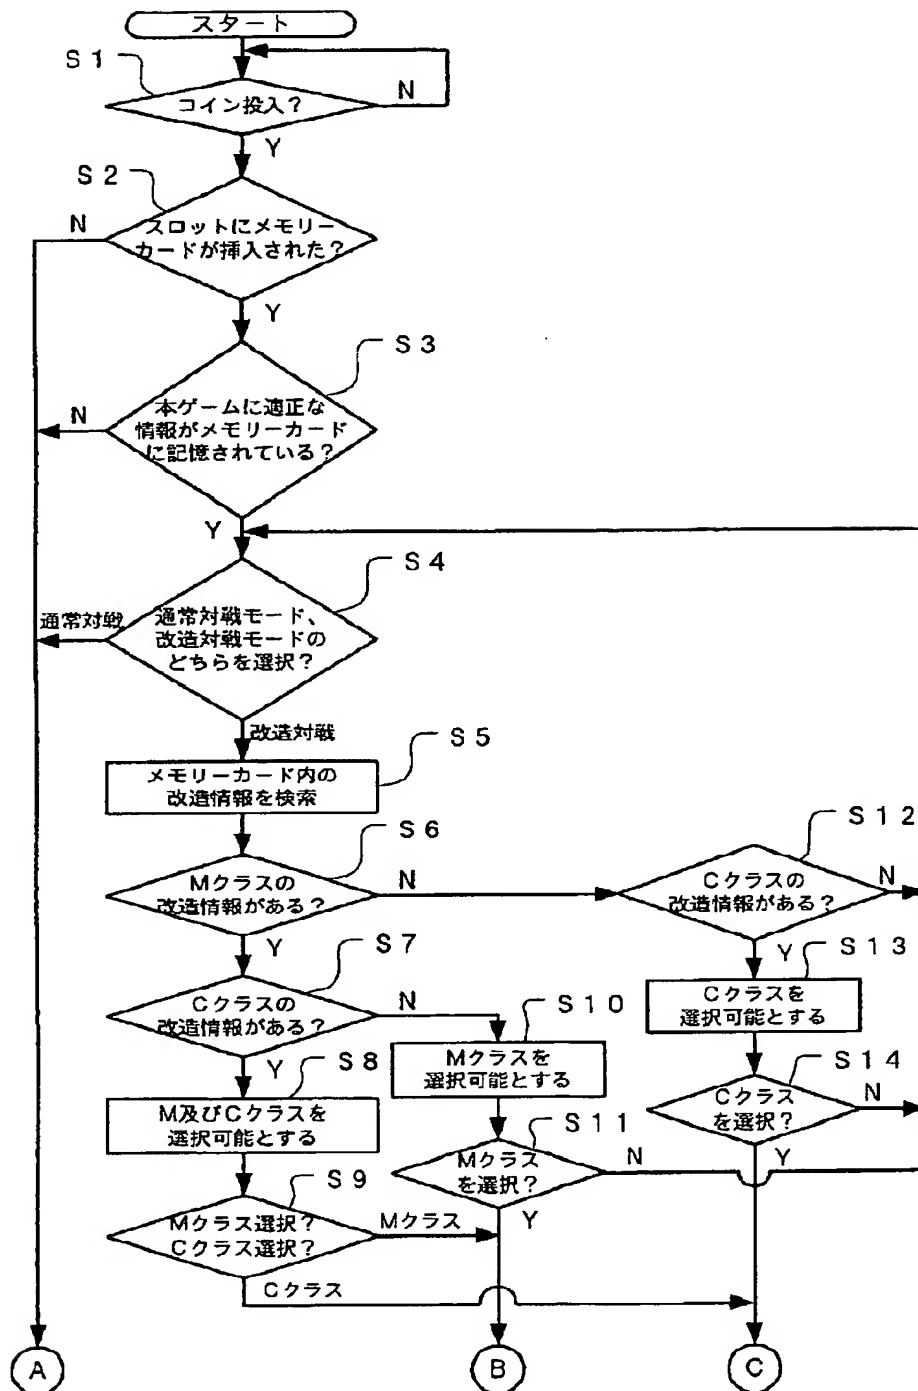 スタート
S1
コイン投入?
N
Y
S2
スロットにメモリー
カードが挿入された?
N
Y
S3
本ゲームに適正な
情報がメモリーカード
に記憶されている?
N
Y
S4
通常対戦モード、
改造対戦モードの
どちらを選択?
通常対戦
改造対戦
S5
メモリーカード内の
改造情報を検索
S6
Mクラスの
改造情報がある?
N
Y
S12
Cクラスの
改造情報がある?
N
Y
S7
Cクラスの
改造情報がある?
N
Y
S13
Cクラスを
選択可能とする
S10
Mクラスを
選択可能とする
S8
M及びCクラスを
選択可能とする
S14
Cクラス
を選択?
N
Y
S11
Mクラス
を選択?
N
Y
S9
Mクラス選択?
Cクラス選択?
Mクラス
Cクラス
A
B
C